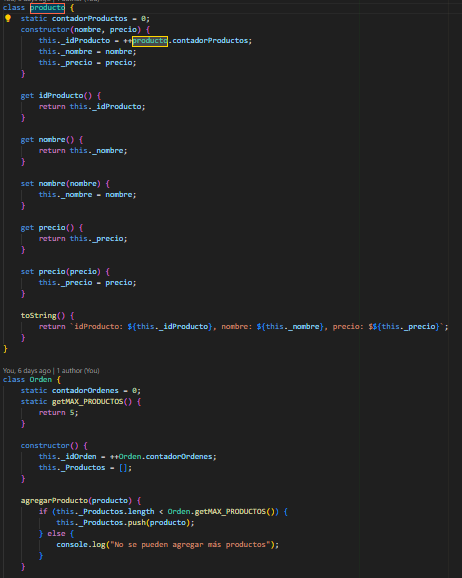 class producto {
static contadorProductos = 0;
constructor(nombre, precio) {
this._idProducto = ++producto.contadorProductos;
this._nombre = nombre;
this._precio = precio;
}
get idProducto() {
return this._idProducto;
}
get nombre() {
return this._nombre;
}
set nombre(nombre) {
this._nombre = nombre;
}
get precio() {
return this._precio;
}
set precio(precio) {
this._precio = precio;
}
toString() {
return `idProducto: ${this._idProducto}, nombre: ${this._nombre}, precio: $${this._precio}`;
}
}
You, 6 days ago | 1 author (You)
class Orden {
static contadorOrdenes = 0;
static getMAX_PRODUCTOS() {
return 5;
}
constructor() {
this._idOrden = ++Orden.contadorOrdenes;
this._Productos = [];
}
agregarProducto(producto) {
if (this._Productos.length < Orden.getMAX_PRODUCTOS()) {
this._Productos.push(producto);
} else {
console.log("No se pueden agregar más productos");
}
}